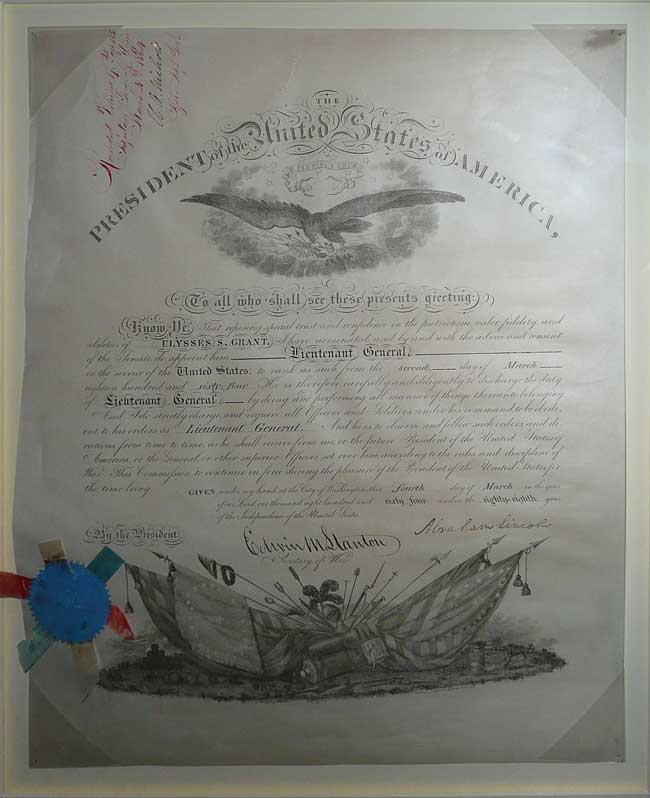 THE
PRESIDENT of the United States of AMERICA,
E PLURIBUS UNUM
To all who shall see these presents greeting:
Know Ye, That reposing special trust and confidence in the patriotism, valor, fidelity, and
abilities of ULYSSES S. GRANT, I have nominated and by and with the advice and consent
of the Senate do appoint him Lieutenant General,
in the service of the United States: to rank as such from the second day of March
eighteen hundred and sixty four. He is therefore carefully and diligently to discharge the duty
of Lieutenant General, by doing and performing all manner of things thereunto belonging
And I do strictly charge, and require all Officers and Soldiers under his command to be obedi-
ent to his orders as Lieutenant General. And he is to observe and follow such orders, and di-
rections from time to time, as he shall receive from me, or the future President of the United States of
America, or the General or other superior Officers set over him, according to the rules and discipline of
War. This Commission to continue in force during the pleasure of the President of the United States, for
the time being.
GIVEN under my hand, at the City of Washington, this fourth day of March in the year
of our Lord, one thousand eight hundred and sixty four and in the eighty-eighth year
of the Independence of the United States.
By the President
Abraham Lincoln
Edwin M Stanton
Secretary of War